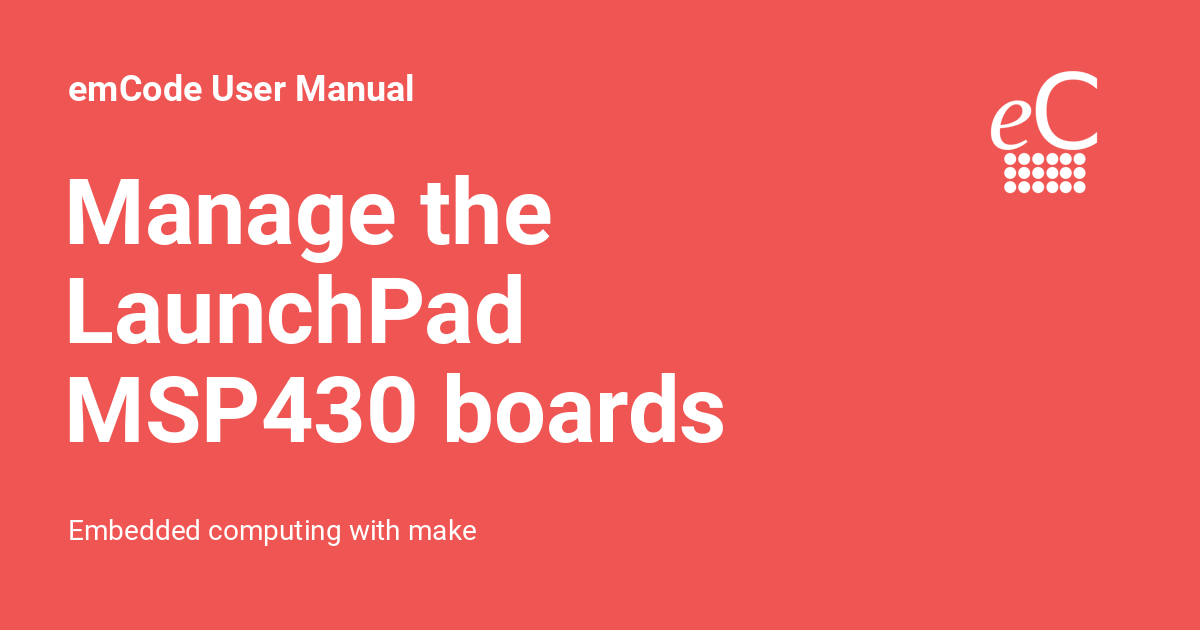 emCode User Manual
eC
Manage the
LaunchPad
MSP430 boards
Embedded computing with make